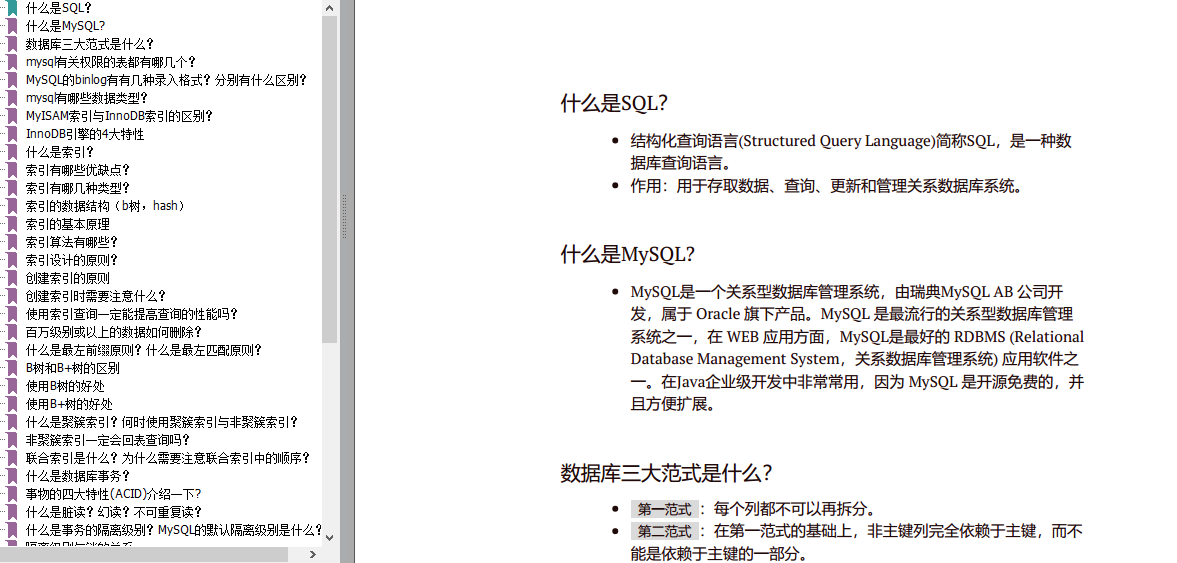 什么是SQL?
什么是MySQL?
数据库三大范式是什么?
mysql有关权限的表都有哪几个?
MySQL的binlog有有几种录入格式？分别有什么区别?
mysql有哪些数据类型?
MyISAM索引与InnoDB索引的区别?
InnoDB引擎的4大特性
什么是索引?
索引有哪些优缺点?
索引有哪几种类型?
索引的数据结构（b树，hash）
索引的基本原理
索引算法有哪些?
索引设计的原则?
创建索引的原则
创建索引时需要注意什么?
使用索引查询一定能提高查询的性能吗?
百万级别或以上的数据如何删除?
什么是最左前缀原则？什么是最左匹配原则?
B树和B+树的区别
使用B树的好处
使用B+树的好处
什么是聚簇索引？何时使用聚簇索引与非聚簇索引?
非聚簇索引一定会回表查询吗?
联合索引是什么？为什么需要注意联合索引中的顺序?
什么是数据库事务?
事物的四大特性(ACID)介绍一下?
什么是脏读？幻读？不可重复读?
什么是事务的隔离级别？MySQL的默认隔离级别是什么?
什么是SQL?
结构化查询语言(Structured Query Language)简称SQL，是一种数
据库查询语言。
作用：用于存取数据、查询、更新和管理关系数据库系统。
什么是MySQL?
MySQL是一个关系型数据库管理系统，由瑞典MySQL AB 公司开
发，属于 Oracle 旗下产品。MySQL 是最流行的关系型数据库管理
系统之一，在 WEB 应用方面，MySQL是最好的 RDBMS (Relational
Database Management System，关系数据库管理系统) 应用软件之
一。在Java企业级开发中非常常用，因为 MySQL 是开源免费的，并
且方便扩展。
数据库三大范式是什么?
第一范式：每个列都不可以再拆分。
第二范式：在第一范式的基础上，非主键列完全依赖于主键，而不
能是依赖于主键的一部分。